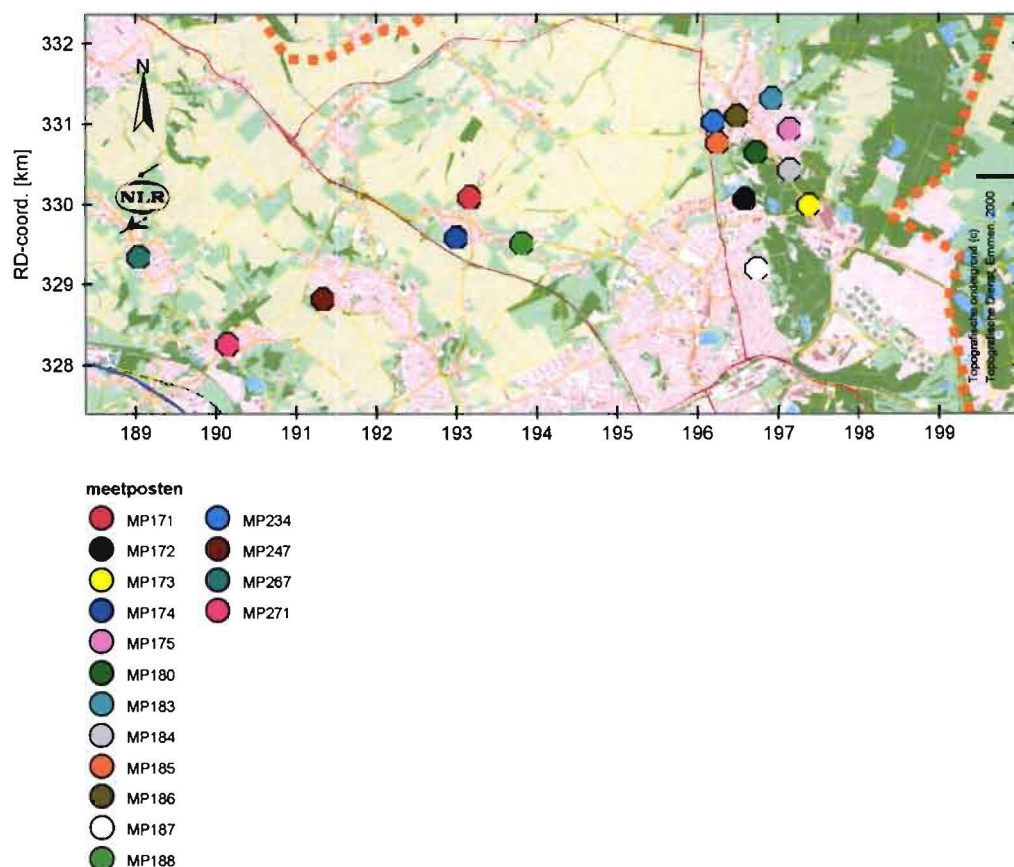 332
331
330
329
328
RD-coord. [km]
N
NLR
Topografische ondergrond (c)
Topografische Dienst, Emmen, 2000
189 190 191 192 193 194 195 196 197 198 199
meetposten
MP171
MP172
MP173
MP174
MP175
MP180
MP183
MP184
MP185
MP186
MP187
MP188
MP234
MP247
MP267
MP271